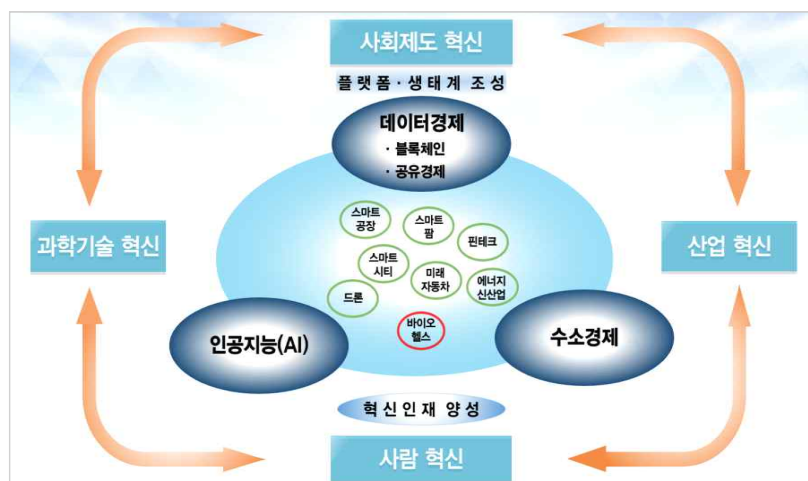 사회제도 혁신
플랫폼·생태계 조성
데이터경제
· 블록체인
· 공유경제
스마트
공장
스마트
팜
핀테크
과학기술 혁신
산업 혁신
스마트
시티
미래
자동차
에너지
신산업
드론
바이오
헬스
인공지능(AI)
수소경제
혁신인재 양성
사람 혁신